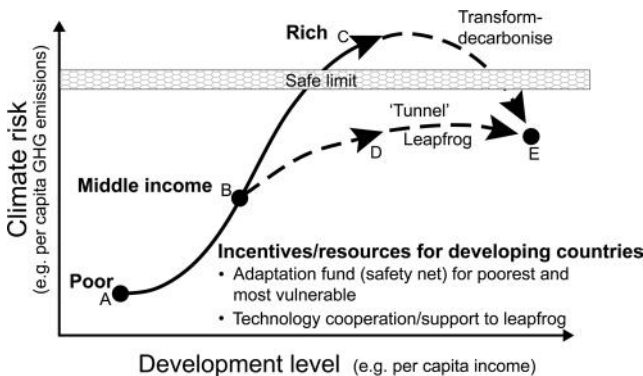 Climate risk
(e.g. per capita GHG emissions)
Rich
C
Transform-
decarbonise
Safe limit
'Tunnel'
Leapfrog
D
E
Middle income
B
Poor
A
Incentives/resources for developing countries
• Adaptation fund (safety net) for poorest and
most vulnerable
• Technology cooperation/support to leapfrog
Development level (e.g. per capita income)